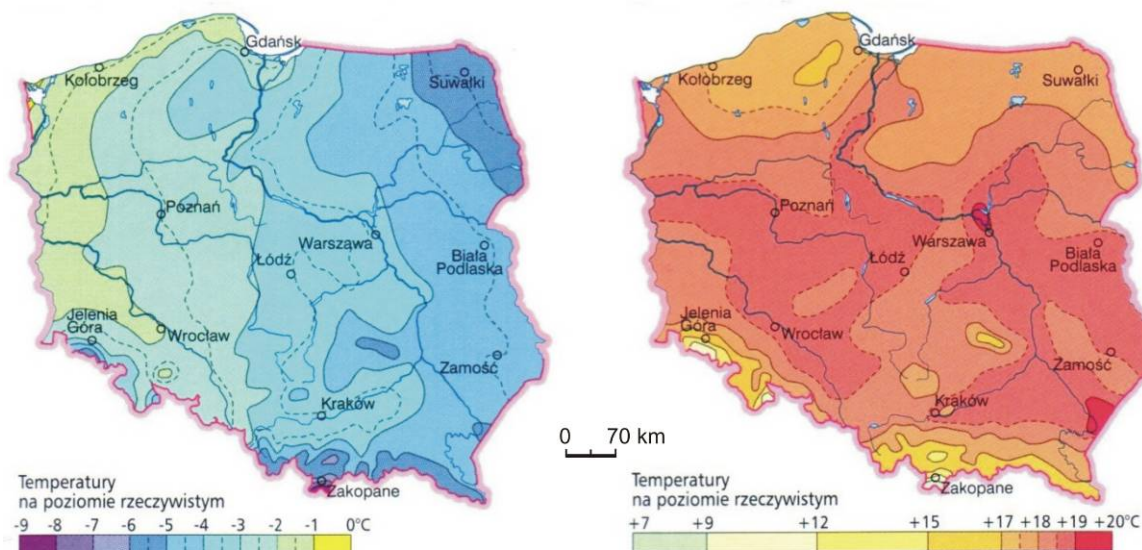 Gdańsk
Kołobrzeg
Suwałki
Poznań
Warszawa
Łódź
Biała
Podlaska
Jelenia
Góra
Wrocław
Zamość
Kraków
Zakopane
Temperatury
na poziomie rzeczywistym
-9 -8 -7 -6 -5 -4 -3 -2 -1 0°C
0 70 km
Gdańsk
Kołobrzeg
Suwałki
Poznań
Warszawa
Łódź
Biała
Podlaska
Jelenia
Góra
Wrocław
Zamość
Kraków
Zakopane
Temperatury
na poziomie rzeczywistym
+7 +9 +12 +15 +17 +18 +19 +20°C